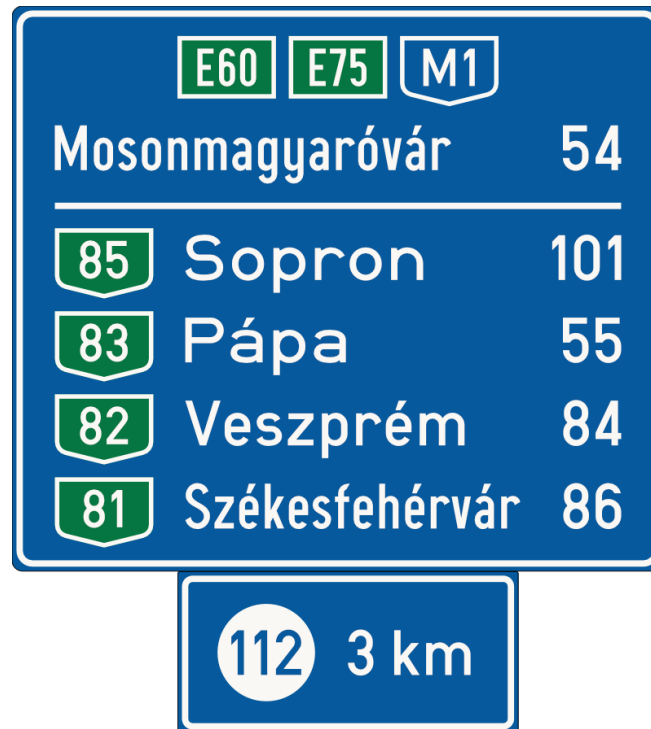 E60 E75 M1
Mosonmagyaróvár 54
85 Sopron 101
83 Pápa 55
82 Veszprém 84
81 Székesfehérvár 86
112 3 km